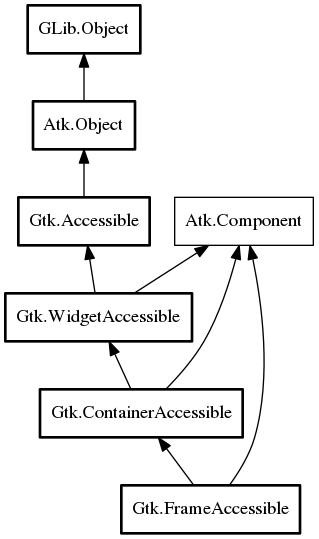 GLib.Object
Atk.Object
Gtk.Accessible
Atk.Component
Gtk.WidgetAccessible
Gtk.ContainerAccessible
Gtk.FrameAccessible